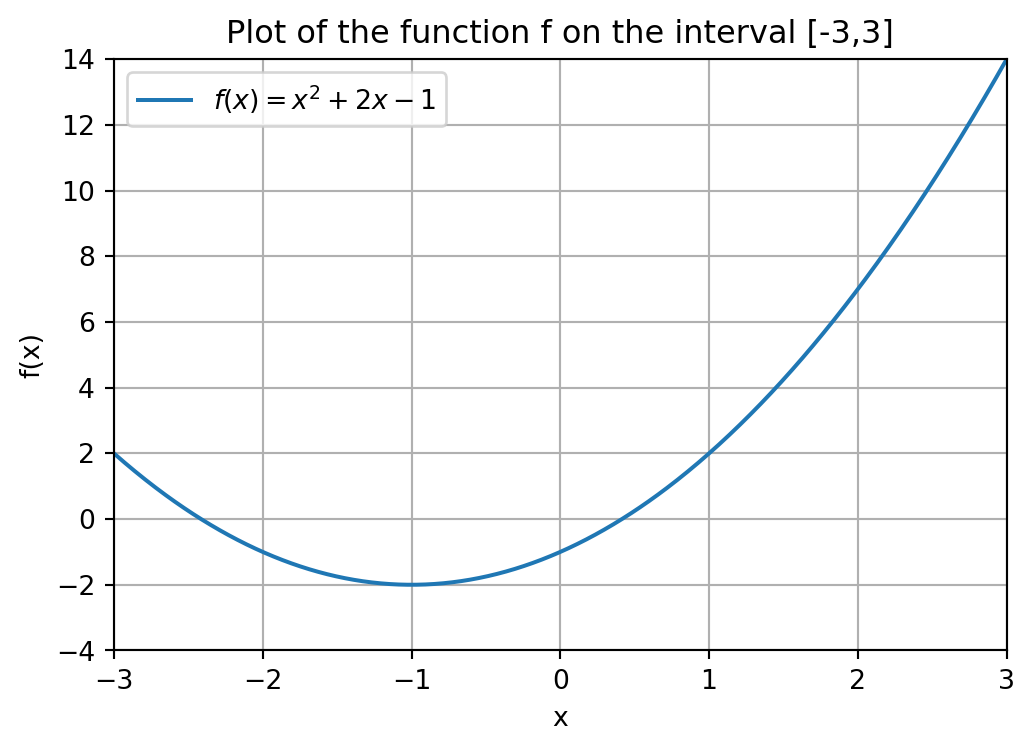 Plot of the function f on the interval [-3,3]
f(x) = x² + 2x − 1
14
12
10
8
6
4
2
0
−2
−4
f(x)
−3 −2 −1 0 1 2 3
x